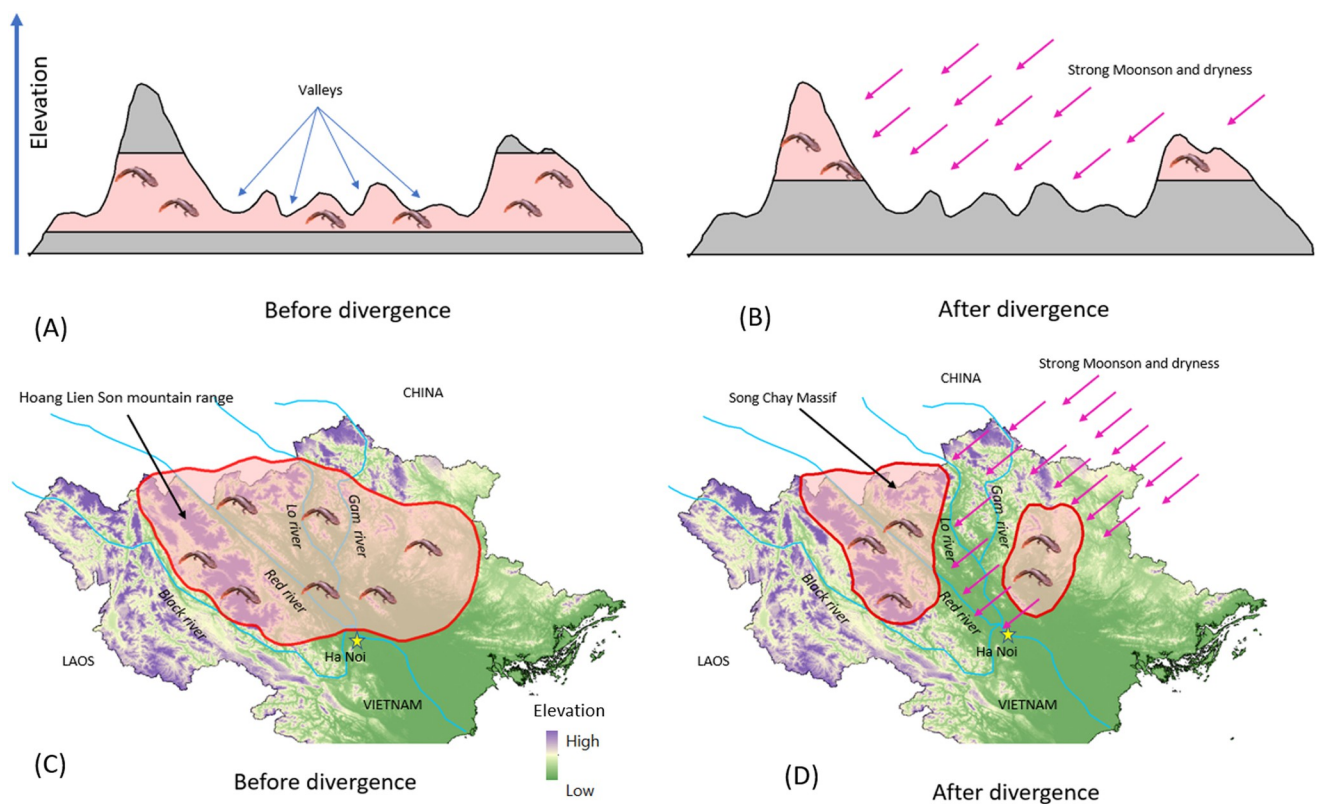 Elevation
Valleys
(A)
Before divergence
Strong Moonson and dryness
(B)
After divergence
Hoang Lien Son mountain range
CHINA
Lo river
Gam river
Red river
Black river
LAOS
Ha Noi
VIETNAM
Elevation
High
Low
(C)
Before divergence
Strong Moonson and dryness
CHINA
Song Chay Massif
Lo river
Gam river
Red river
Black river
LAOS
Ha Noi
VIETNAM
(D)
After divergence